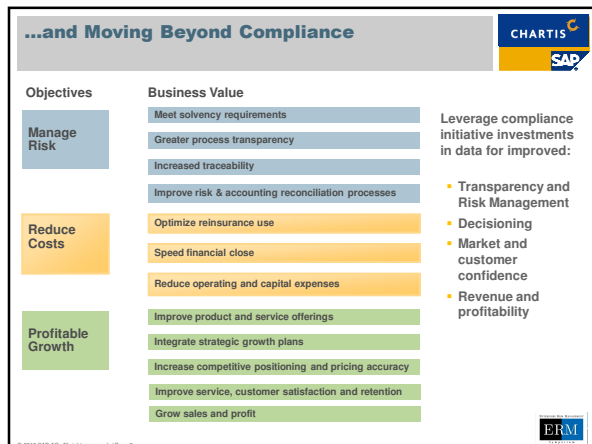 ...and Moving Beyond Compliance
CHARTIS
SAP
Objectives
Business Value
Manage
Risk
Meet solvency requirements
Greater process transparency
Increased traceability
Improve risk & accounting reconciliation processes
Reduce
Costs
Optimize reinsurance use
Speed financial close
Reduce operating and capital expenses
Profitable
Growth
Improve product and service offerings
Integrate strategic growth plans
Increase competitive positioning and pricing accuracy
Improve service, customer satisfaction and retention
Grow sales and profit
Leverage compliance
initiative investments
in data for improved:
▪ Transparency and
Risk Management
▪ Decisioning
▪ Market and
customer
confidence
▪ Revenue and
profitability
ERM